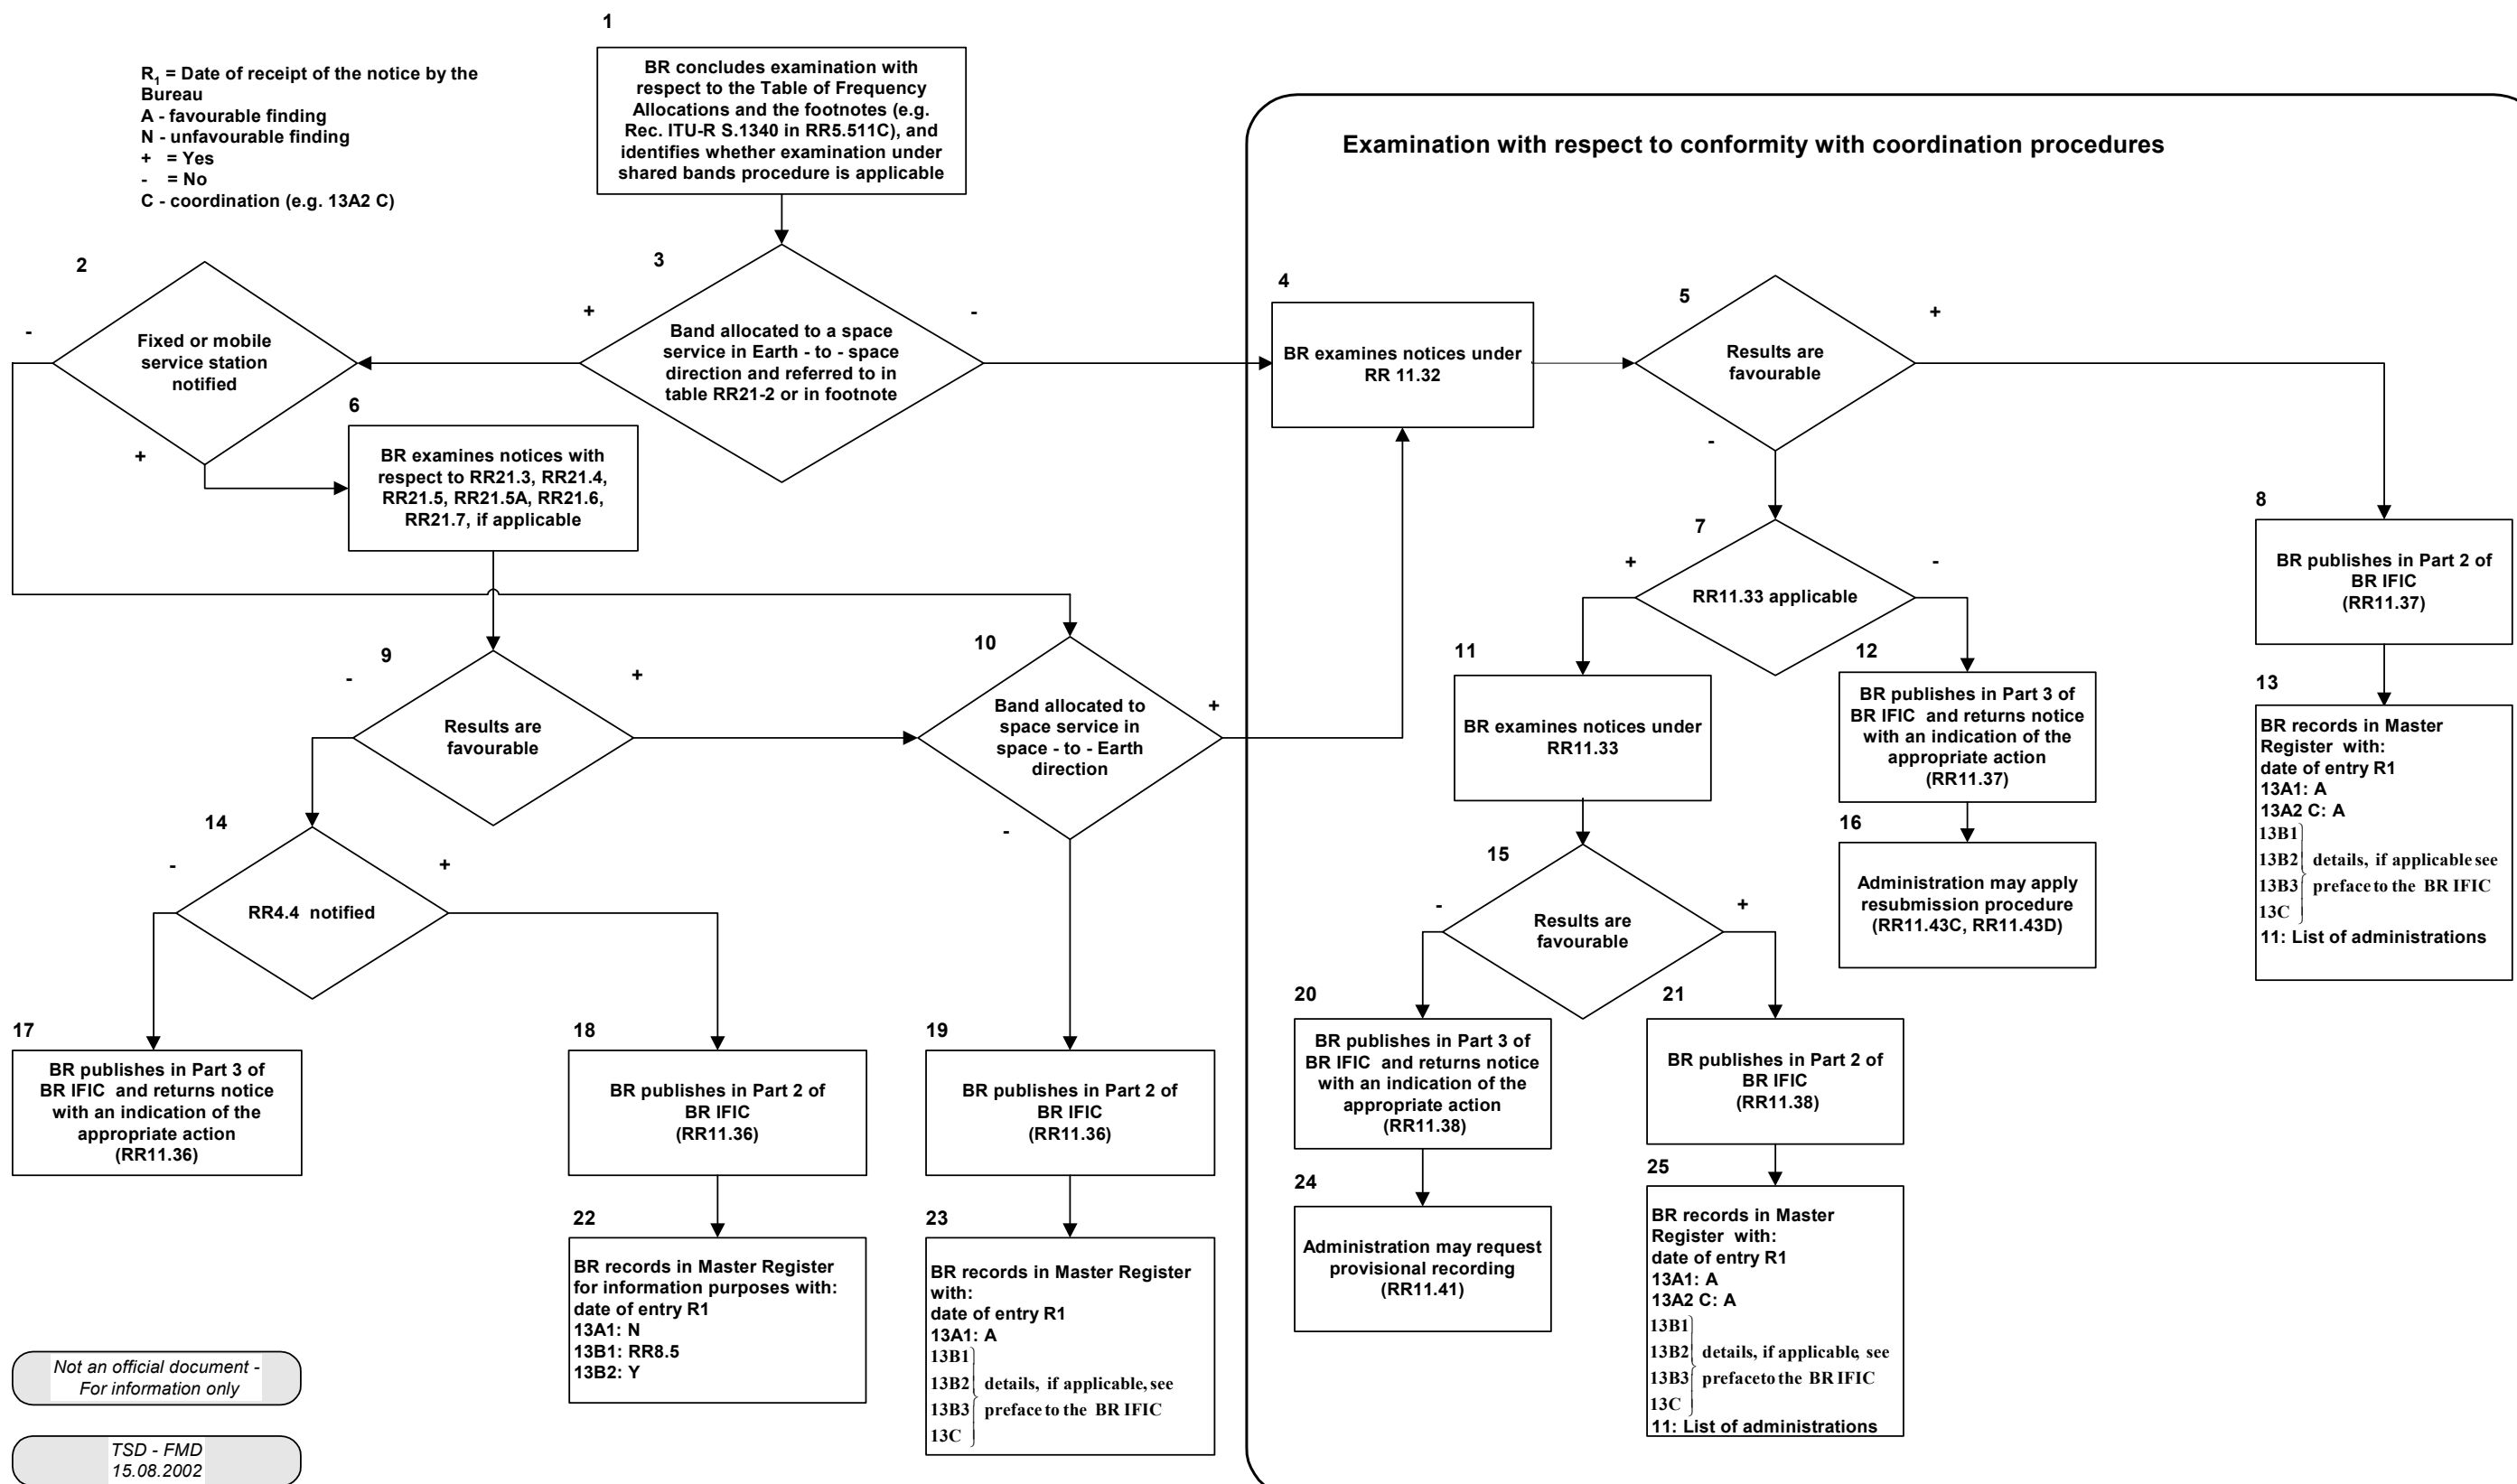 1
R1 = Date of receipt of the notice by the
Bureau
A - favourable finding
N - unfavourable finding
+ = Yes
- = No
C - coordination (e.g. 13A2 C)
BR concludes examination with
respect to the Table of Frequency
Allocations and the footnotes (e.g.
Rec. ITU-R S.1340 in RR5.511C), and
identifies whether examination under
shared bands procedure is applicable
Examination with respect to conformity with coordination procedures
2
-
Fixed or mobile
service station
notified
+
3
+
-
Band allocated to a space
service in Earth - to - space
direction and referred to in
table RR21-2 or in footnote
4
BR examines notices under
RR 11.32
5
+
Results are
favourable
-
6
BR examines notices with
respect to RR21.3, RR21.4,
RR21.5, RR21.5A, RR21.6,
RR21.7, if applicable
7
+
-
RR11.33 applicable
8
BR publishes in Part 2 of
BR IFIC
(RR11.37)
9
-
+
Results are
favourable
10
+
Band allocated to
space service in
space - to - Earth
direction
-
11
BR examines notices under
RR11.33
12
BR publishes in Part 3 of
BR IFIC and returns notice
with an indication of the
appropriate action
(RR11.37)
13
BR records in Master
Register with:
date of entry R1
13A1: A
13A2 C: A
13B1
13B2 details, if applicable see
13B3 preface to the BR IFIC
13C
11: List of administrations
14
-
+
RR4.4 notified
15
-
+
Results are
favourable
16
Administration may apply
resubmission procedure
(RR11.43C, RR11.43D)
17
BR publishes in Part 3 of
BR IFIC and returns notice
with an indication of the
appropriate action
(RR11.36)
18
BR publishes in Part 2 of
BR IFIC
(RR11.36)
19
BR publishes in Part 2 of
BR IFIC
(RR11.36)
20
BR publishes in Part 3 of
BR IFIC and returns notice
with an indication of the
appropriate action
(RR11.38)
21
BR publishes in Part 2 of
BR IFIC
(RR11.38)
22
BR records in Master Register
for information purposes with:
date of entry R1
13A1: N
13B1: RR8.5
13B2: Y
23
BR records in Master Register
with:
date of entry R1
13A1: A
13B1
13B2 details, if applicable, see
13B3 preface to the BR IFIC
13C
24
Administration may request
provisional recording
(RR11.41)
25
BR records in Master
Register with:
date of entry R1
13A1: A
13A2 C: A
13B1
13B2 details, if applicable, see
13B3 preface to the BR IFIC
13C
11: List of administrations
Not an official document -
For information only
TSD - FMD
15.08.2002